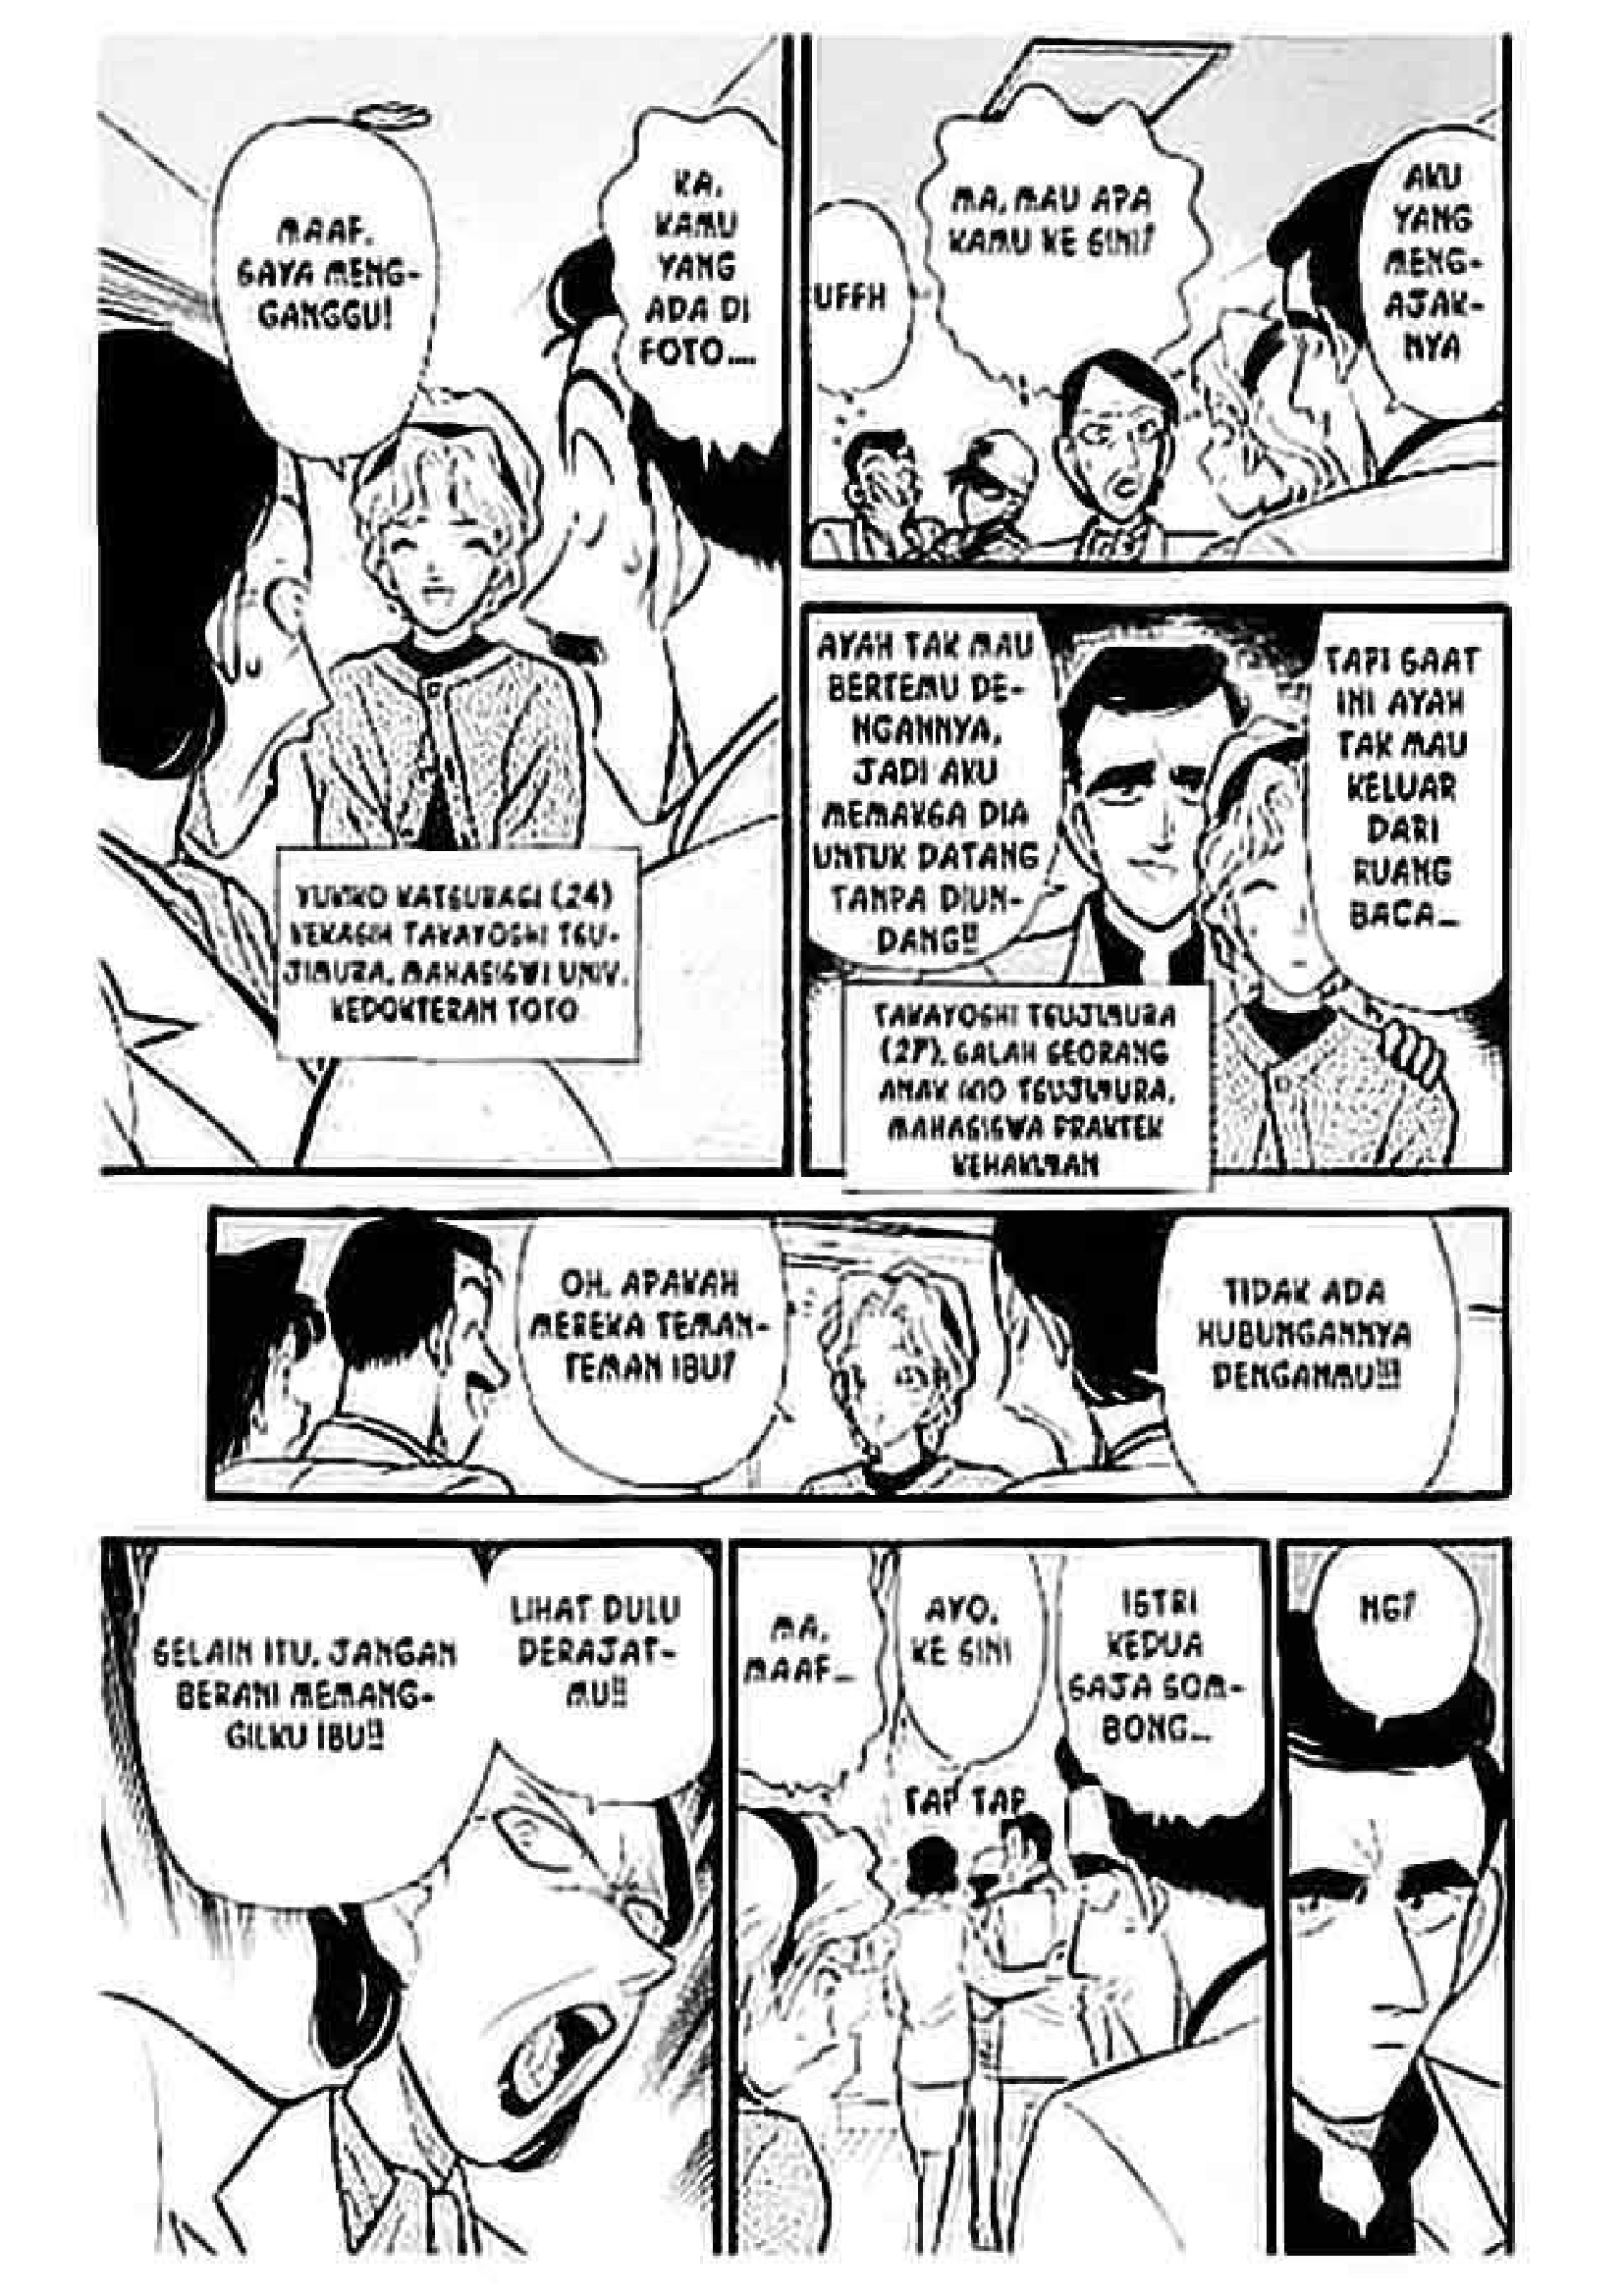 MAAF,
SAYA MENG-
GANGGU!
KA,
KAMU
YANG
ADA DI
FOTO....
YUKIKO KATSURAGI (24)
KEKASIH TAKAYOSHI TSU-
JIMURA, MAHASISWI UNIV.
KEDOKTERAN TOTO
UFFH
MA, MAU APA
KAMU KE SINI?
AKU
YANG
MENG-
AJAK-
NYA
AYAH TAK MAU
BERTEMU DE-
NGANNYA,
JADI AKU
MEMAKSA DIA
UNTUK DATANG
TANPA DIUN-
DANG!!
TAPI SAAT
INI AYAH
TAK MAU
KELUAR
DARI
RUANG
BACA...
TAKAYOSHI TSUJIMURA
(27), SALAH SEORANG
ANAK ISAO TSUJIMURA,
MAHASISWA PRAKTEK
KEHAKIMAN
OH, APAKAH
MEREKA TEMAN-
TEMAN IBU?
TIDAK ADA
HUBUNGANNYA
DENGANMU!!!
SELAIN ITU, JANGAN
BERANI MEMANG-
GILKU IBU!!
LIHAT DULU
DERAJAT-
MU!!
MA,
MAAF...
AYO,
KE SINI
TAP TAP
ISTRI
KEDUA
SAJA SOM-
BONG...
NG?